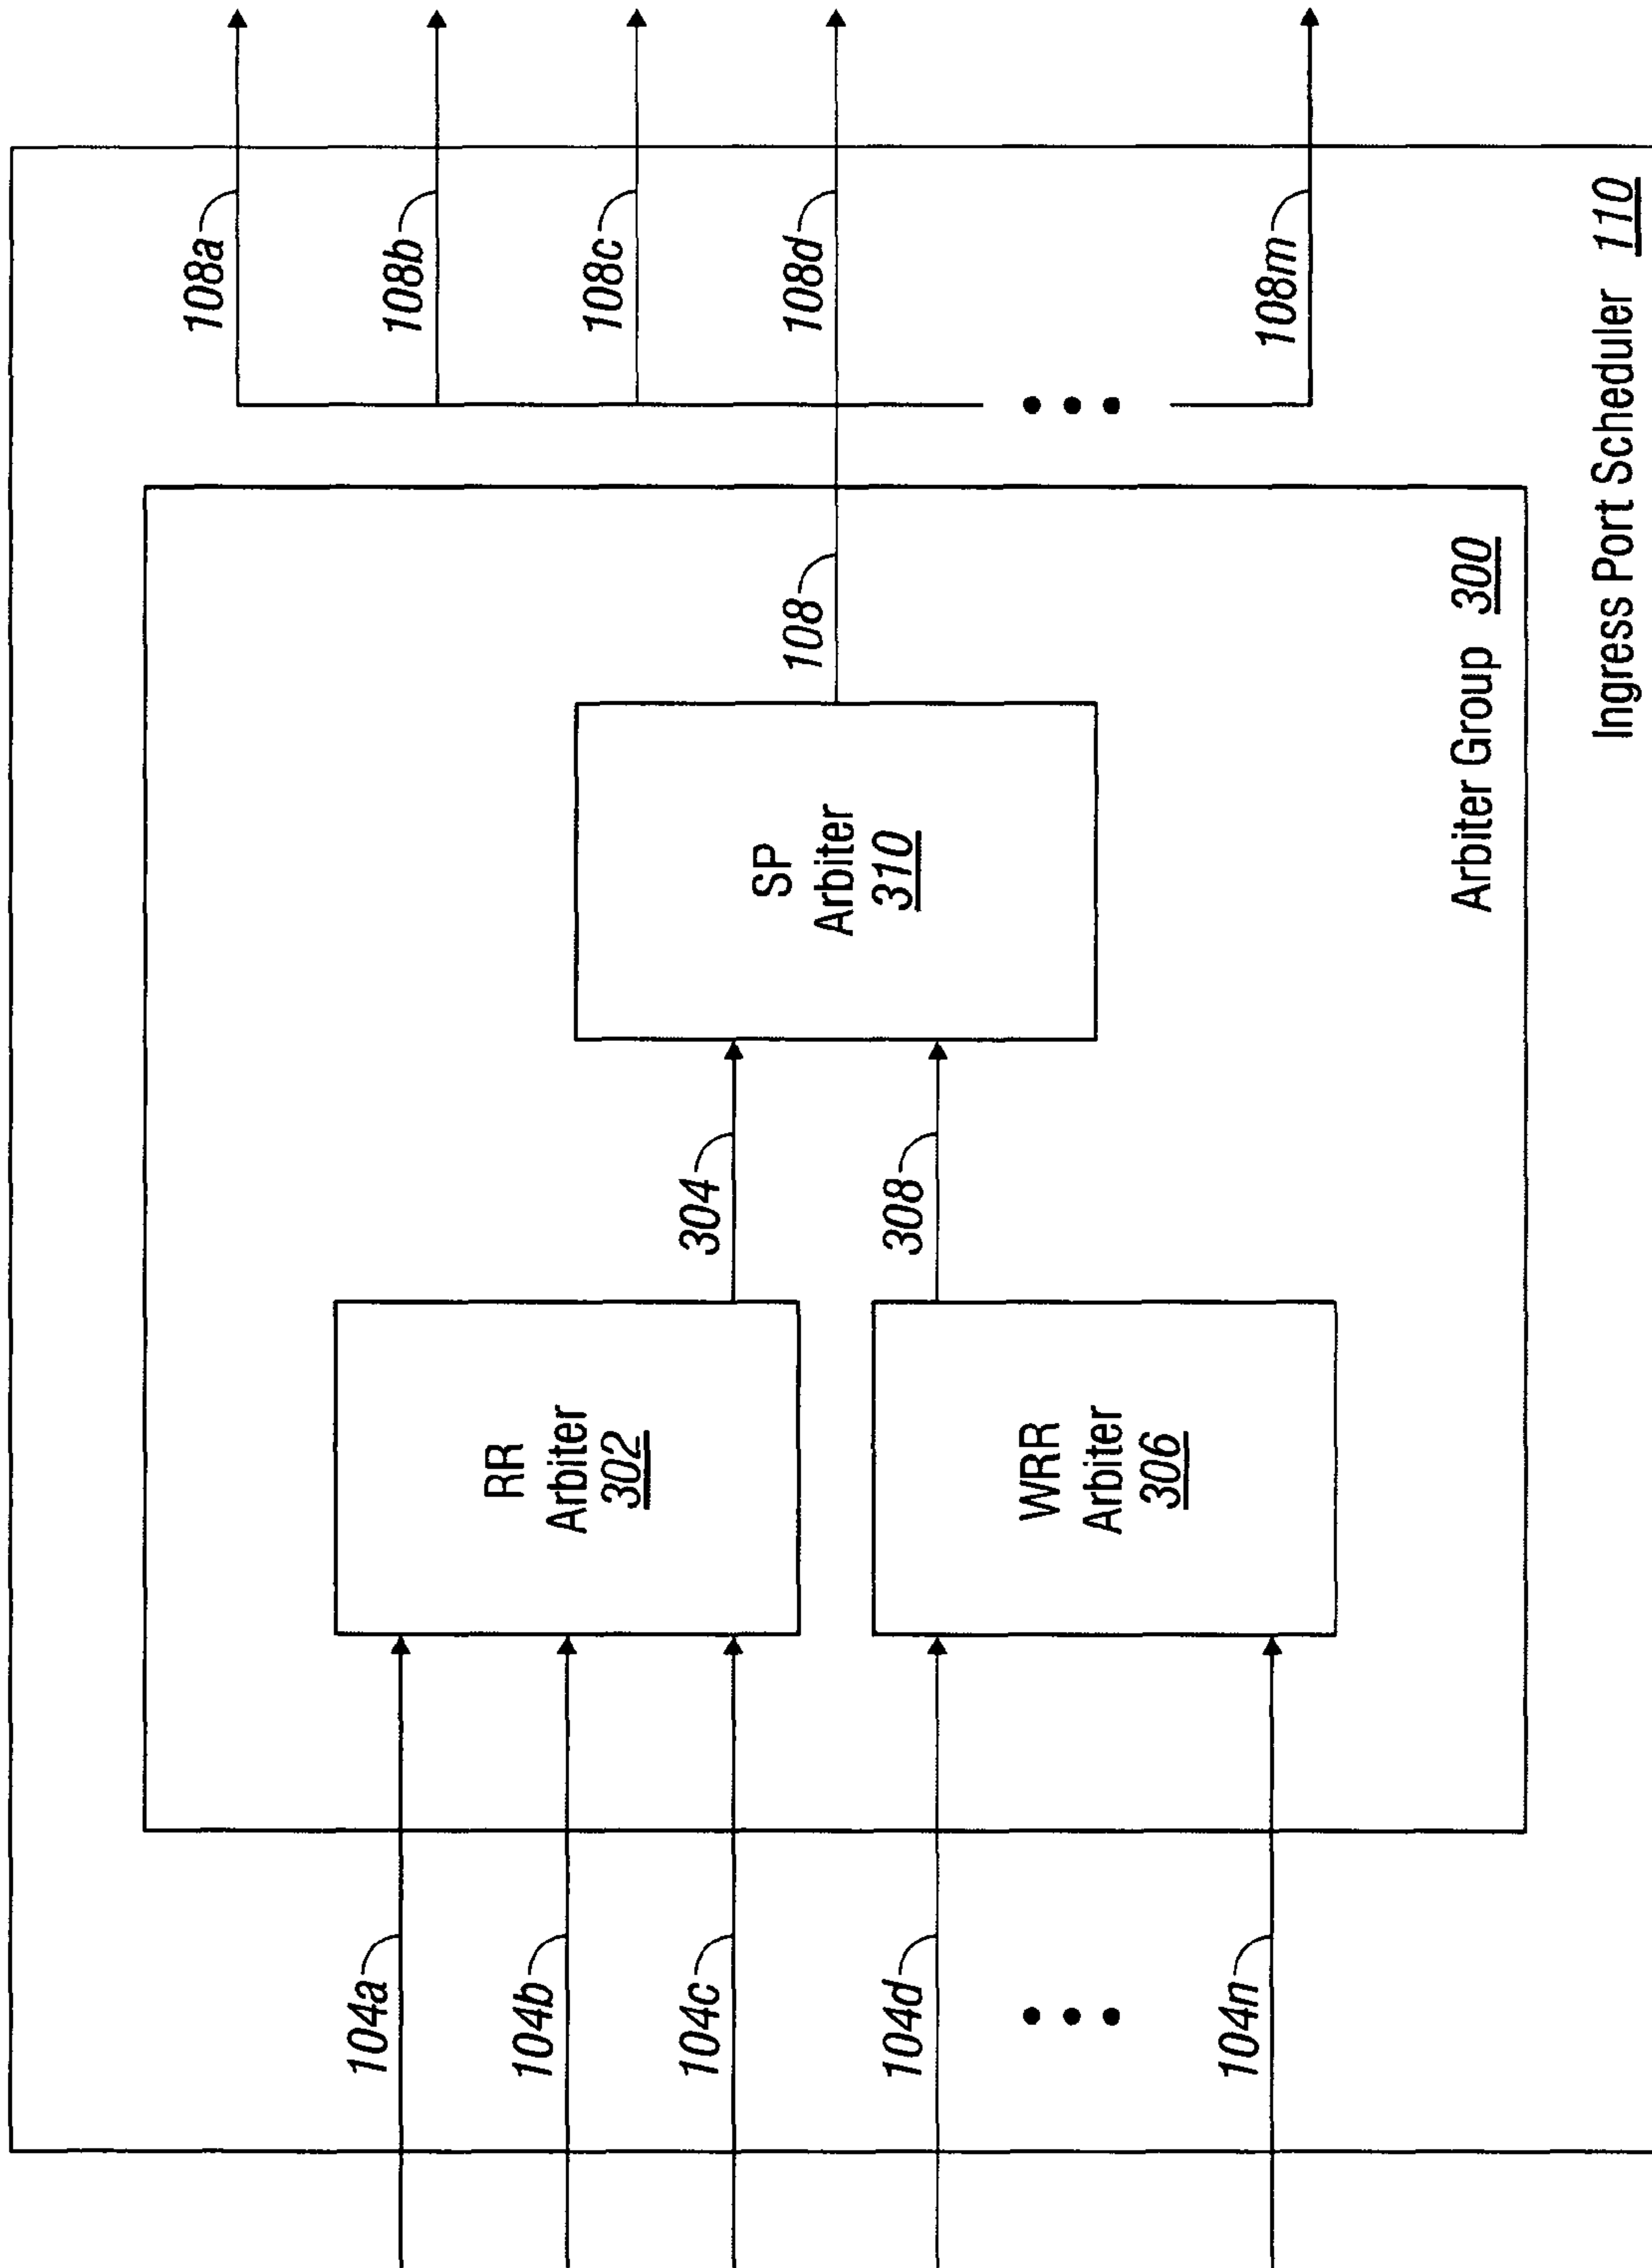 104a
104b
104c
104d
104n
RR
Arbiter
302
WRR
Arbiter
306
304
308
SP
Arbiter
310
108
108a
108b
108c
108d
108m
Arbiter Group 300
Ingress Port Scheduler 110